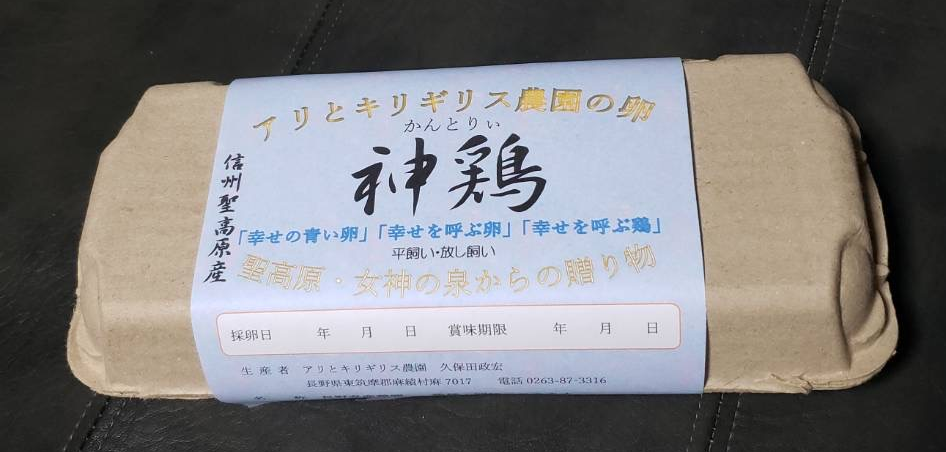 アリとキリギリス農園の卵
かんとりぃ
神鶏
信州聖高原産
「幸せの青い卵」「幸せを呼ぶ卵」「幸せを呼ぶ鶏」
平飼い・放し飼い
聖高原・女神の泉からの贈り物
採卵日 年 月 日 賞味期限 年 月 日
生産者 アリとキリギリス農園 久保田政宏
長野県東筑摩郡麻績村麻7017 電話 0263-87-3316